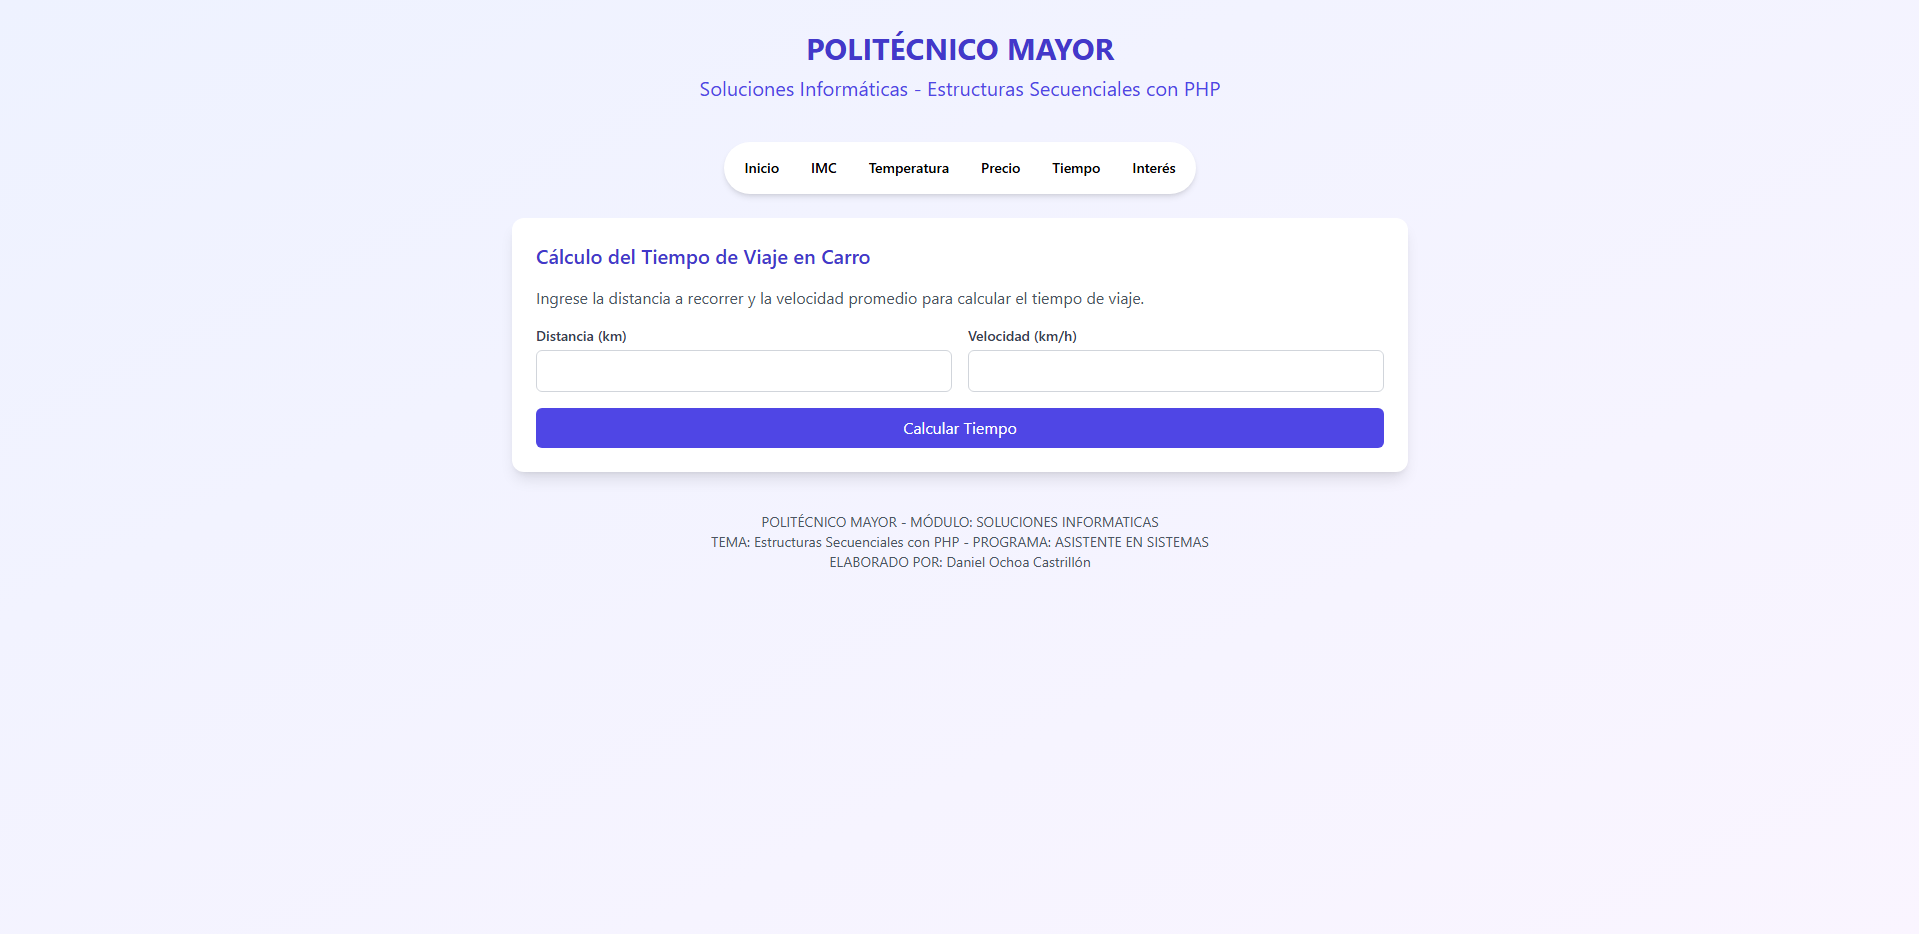 POLITÉCNICO MAYOR
Soluciones Informáticas - Estructuras Secuenciales con PHP
Inicio IMC Temperatura Precio Tiempo Interés
Cálculo del Tiempo de Viaje en Carro
Ingrese la distancia a recorrer y la velocidad promedio para calcular el tiempo de viaje.
Distancia (km) Velocidad (km/h)
Calcular Tiempo
POLITÉCNICO MAYOR - MÓDULO: SOLUCIONES INFORMATICAS
TEMA: Estructuras Secuenciales con PHP - PROGRAMA: ASISTENTE EN SISTEMAS
ELABORADO POR: Daniel Ochoa Castrillón